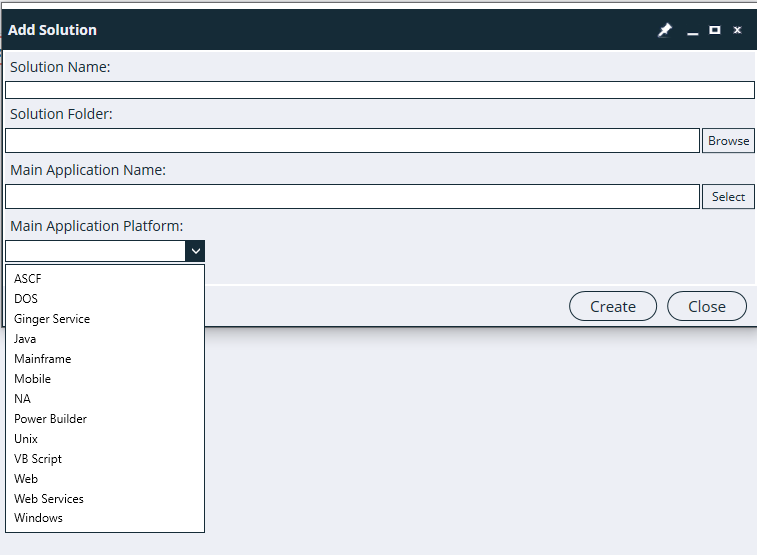 Add Solution
Solution Name:
Solution Folder:
Browse
Main Application Name:
Select
Main Application Platform:
ASCF
DOS
Ginger Service
Java
Mainframe
Mobile
NA
Power Builder
Unix
VB Script
Web
Web Services
Windows
Create Close